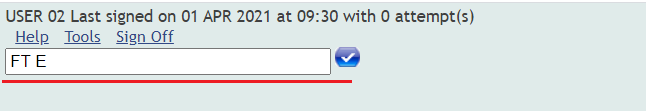 USER 02 Last signed on 01 APR 2021 at 09:30 with 0 attempt(s)
Help Tools Sign Off
FT E